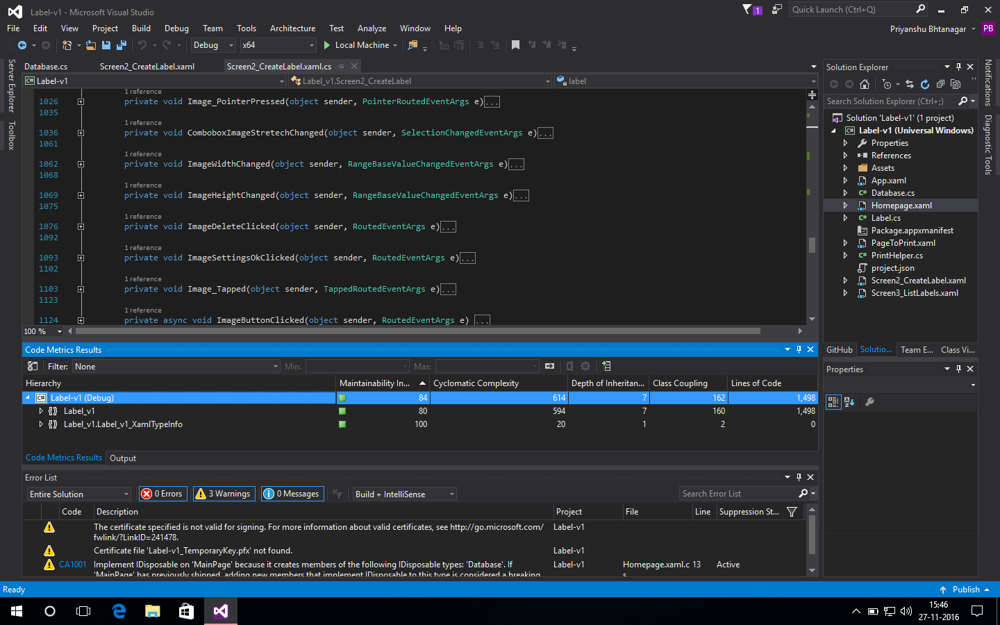 Label-v1 - Microsoft Visual Studio
1
Quick Launch (Ctrl+Q)
File Edit View Project Build Debug Team Tools Architecture Test Analyze Window Help
Priyanshu Bhtanagar PB
Debug x64 Local Machine
Server Explorer
Toolbox
Database.cs Screen2_CreateLabel.xaml Screen2_CreateLabel.xaml.cs
Label-v1 Label_v1.Screen2_CreateLabel label
1 reference
1026 private void Image_PointerPressed(object sender, PointerRoutedEventArgs e)...
1035
1 reference
1036 private void ComboboxImageStretechChanged(object sender, SelectionChangedEventArgs e)...
1061
1 reference
1062 private void ImageWidthChanged(object sender, RangeBaseValueChangedEventArgs e)...
1068
1 reference
1069 private void ImageHeightChanged(object sender, RangeBaseValueChangedEventArgs e)...
1075
1 reference
1076 private void ImageDeleteClicked(object sender, RoutedEventArgs e)...
1092
1 reference
1093 private void ImageSettingsOkClicked(object sender, RoutedEventArgs e)...
1102
1 reference
1103 private void Image_Tapped(object sender, TappedRoutedEventArgs e)...
1123
1 reference
1124 private async void ImageButtonClicked(object sender, RoutedEventArgs e) ...
100 %
Code Metrics Results
Filter: None Min: Max:
Hierarchy Maintainability In... Cyclomatic Complexity Depth of Inheritan... Class Coupling Lines of Code
Label-v1 (Debug) 84 614 7 162 1,498
Label_v1 80 594 7 160 1,498
Label_v1.Label_v1_XamlTypeInfo 100 20 1 2 0
Code Metrics Results Output
Error List
Entire Solution 0 Errors 3 Warnings 0 Messages Build + IntelliSense Search Error List
Code Description Project File Line Suppression St...
The certificate specified is not valid for signing. For more information about valid certificates, see http://go.microsoft.com/ Label-v1
fwlink/?LinkID=241478.
Certificate file 'Label-v1_TemporaryKey.pfx' not found. Label-v1
CA1001 Implement IDisposable on 'MainPage' because it creates members of the following IDisposable types: 'Database'. If Label-v1 Homepage.xaml.c 13 Active
'MainPage' has previously shipped, adding new members that implement IDisposable to this type is considered a breaking s
Solution Explorer
Search Solution Explorer (Ctrl+;)
Solution 'Label-v1' (1 project)
Label-v1 (Universal Windows)
Properties
References
Assets
App.xaml
Database.cs
Homepage.xaml
Label.cs
Package.appxmanifest
PageToPrint.xaml
PrintHelper.cs
project.json
Screen2_CreateLabel.xaml
Screen3_ListLabels.xaml
GitHub Solutio... Team E... Class Vi...
Properties
Notifications
Diagnostic Tools
Ready Publish
15:46
27-11-2016